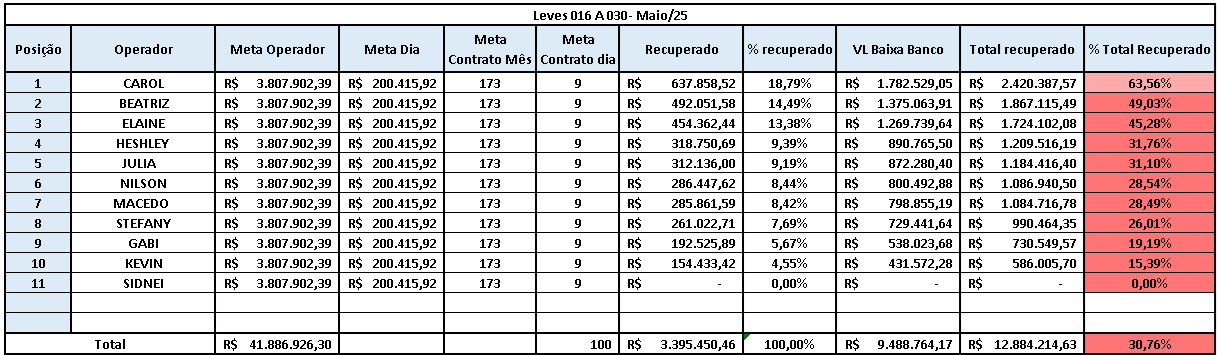 Leves 016 A 030- Maio/25
Posição Operador Meta Operador Meta Dia Meta Contrato Mês Meta Contrato dia Recuperado % recuperado VL Baixa Banco Total recuperado % Total Recuperado
1 CAROL R$ 3.807.902,39 R$ 200.415,92 173 9 R$ 637.858,52 18,79% R$ 1.782.529,05 R$ 2.420.387,57 63,56%
2 BEATRIZ R$ 3.807.902,39 R$ 200.415,92 173 9 R$ 492.051,58 14,49% R$ 1.375.063,91 R$ 1.867.115,49 49,03%
3 ELAINE R$ 3.807.902,39 R$ 200.415,92 173 9 R$ 454.362,44 13,38% R$ 1.269.739,64 R$ 1.724.102,08 45,28%
4 HESHLEY R$ 3.807.902,39 R$ 200.415,92 173 9 R$ 318.750,69 9,39% R$ 890.765,50 R$ 1.209.516,19 31,76%
5 JULIA R$ 3.807.902,39 R$ 200.415,92 173 9 R$ 312.136,00 9,19% R$ 872.280,40 R$ 1.184.416,40 31,10%
6 NILSON R$ 3.807.902,39 R$ 200.415,92 173 9 R$ 286.447,62 8,44% R$ 800.492,88 R$ 1.086.940,50 28,54%
7 MACEDO R$ 3.807.902,39 R$ 200.415,92 173 9 R$ 285.861,59 8,42% R$ 798.855,19 R$ 1.084.716,78 28,49%
8 STEFANY R$ 3.807.902,39 R$ 200.415,92 173 9 R$ 261.022,71 7,69% R$ 729.441,64 R$ 990.464,35 26,01%
9 GABI R$ 3.807.902,39 R$ 200.415,92 173 9 R$ 192.525,89 5,67% R$ 538.023,68 R$ 730.549,57 19,19%
10 KEVIN R$ 3.807.902,39 R$ 200.415,92 173 9 R$ 154.433,42 4,55% R$ 431.572,28 R$ 586.005,70 15,39%
11 SIDNEI R$ 3.807.902,39 R$ 200.415,92 173 9 R$ - 0,00% R$ - R$ - 0,00%
Total R$ 41.886.926,30 100 R$ 3.395.450,46 100,00% R$ 9.488.764,17 R$ 12.884.214,63 30,76%